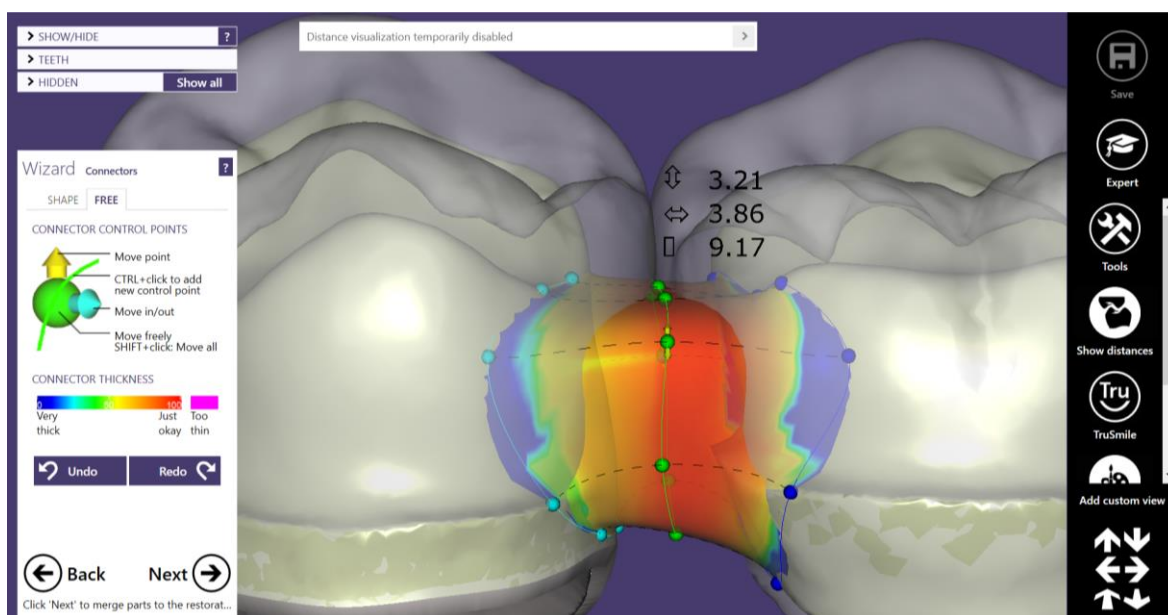 SHOW/HIDE ?
TEETH
HIDDEN Show all
Distance visualization temporarily disabled
Wizard Connectors ?
SHAPE FREE
CONNECTOR CONTROL POINTS
Move point
CTRL+click to add
new control point
Move in/out
Move freely
SHIFT+click: Move all
CONNECTOR THICKNESS
0 100
Very thick
Just okay
Too thin
Undo Redo
Back Next
Click 'Next' to merge parts to the restorat...
3.21
3.86
9.17
Save
Expert
Tools
Show distances
Tru
TruSmile
Add custom view